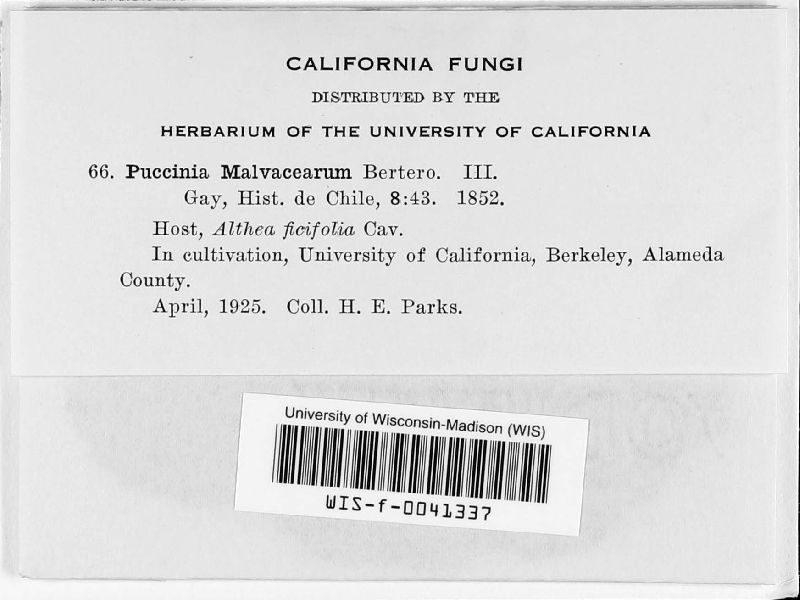 CALIFORNIA FUNGI
DISTRIBUTED BY THE
HERBARIUM OF THE UNIVERSITY OF CALIFORNIA
66. Puccinia Malvacearum Bertero. III.
Gay, Hist. de Chile, 8:43. 1852.
Host, Althea ficifolia Cav.
In cultivation, University of California, Berkeley, Alameda
County.
April, 1925. Coll. H. E. Parks.
University of Wisconsin-Madison (WIS)
WIS-f-0041337